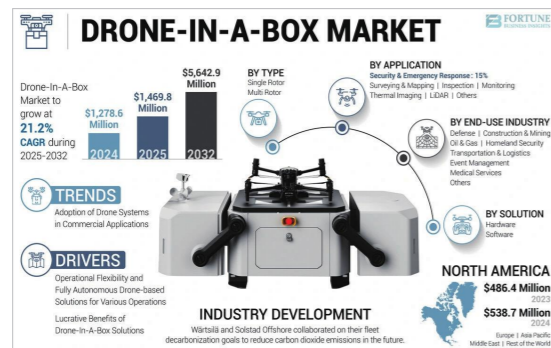 DRONE-IN-A-BOX MARKET
FORTUNE
BUSINESS INSIGHTS
Drone-In-A-Box
Market to
grow at
21.2%
CAGR during
2025-2032
$1,278.6
Million
2024
$1,469.8
Million
2025
$5,642.9
Million
2032
BY TYPE
Single Rotor
Multi Rotor
BY APPLICATION
Security & Emergency Response: 15%
Surveying & Mapping | Inspection | Monitoring
Thermal Imaging | LiDAR | Others
BY END-USE INDUSTRY
Defense | Construction & Mining
Oil & Gas | Homeland Security
Transportation & Logistics
Event Management
Medical Services
Others
BY SOLUTION
Hardware
Software
TRENDS
Adoption of Drone Systems
in Commercial Applications
DRIVERS
Operational Flexibility and
Fully Autonomous Drone-based
Solutions for Various Operations
Lucrative Benefits of
Drone-In-A-Box Solutions
INDUSTRY DEVELOPMENT
Wärtsilä and Solstad Offshore collaborated on their fleet
decarbonization goals to reduce carbon dioxide emissions in the future.
NORTH AMERICA
$486.4 Million
2023
$538.7 Million
2024
Europe | Asia Pacific
Middle East | Rest of the World